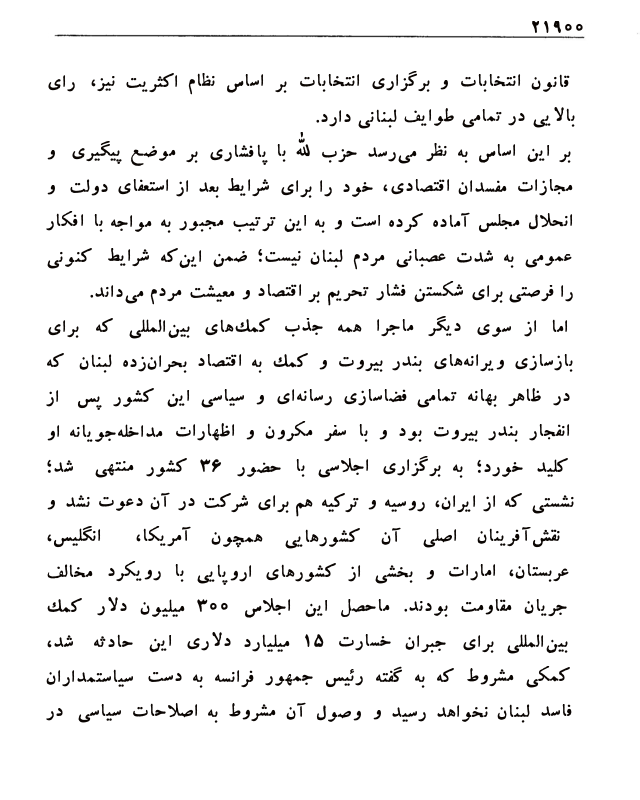 ۲۱۹۰۰
قانون انتخابات و برگزاری انتخابات بر اساس نظام اکثریت نیز، رای
بالایی در تمامی طوایف لبنانی دارد.
بر این اساس به نظر می‌رسد حزب الله با پافشاری بر موضع پیگیری و
مجازات مفسدان اقتصادی، خود را برای شرایط بعد از استعفای دولت و
انحلال مجلس آماده کرده است و به این ترتیب مجبور به مواجه با افکار
عمومی به شدت عصبانی مردم لبنان نیست؛ ضمن این‌که شرایط کنونی
را فرصتی برای شکستن فشار تحریم بر اقتصاد و معیشت مردم می‌داند.
اما از سوی دیگر ماجرا همه جذب کمك‌های بین‌المللی که برای
بازسازی ویرانه‌های بندر بیروت و کمك به اقتصاد بحران‌زده لبنان که
در ظاهر بهانه تمامی فضاسازی رسانه‌ای و سیاسی این کشور پس از
انفجار بندر بیروت بود و با سفر مکرون و اظهارات مداخله‌جویانه او
کلید خورد؛ به برگزاری اجلاسی با حضور ۳۶ کشور منتهی شد؛
نشستی که از ایران، روسیه و ترکیه هم برای شرکت در آن دعوت نشد و
نقش‌آفرینان اصلی آن کشورهایی همچون آمریکا، انگلیس،
عربستان، امارات و بخشی از کشورهای اروپایی با رویکرد مخالف
جریان مقاومت بودند. ماحصل این اجلاس ۳۰۰ میلیون دلار کمك
بین‌المللی برای جبران خسارت ۱۵ میلیارد دلاری این حادثه شد،
کمکی مشروط که به گفته رئیس جمهور فرانسه به دست سیاستمداران
فاسد لبنان نخواهد رسید و وصول آن مشروط به اصلاحات سیاسی در